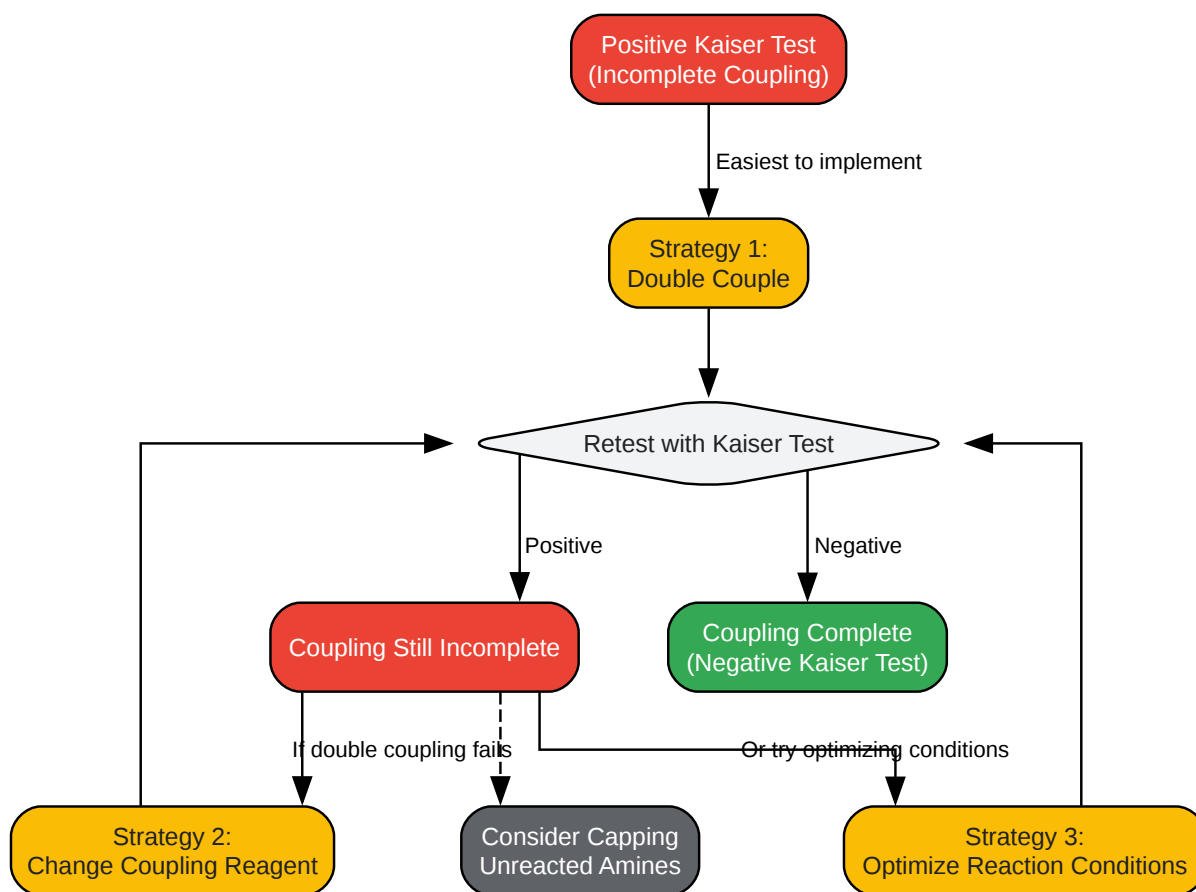 Positive Kaiser Test
(Incomplete Coupling)
Easiest to implement
Strategy 1:
Double Couple
Retest with Kaiser Test
Positive
Negative
Coupling Still Incomplete
Coupling Complete
(Negative Kaiser Test)
If double coupling fails
Or try optimizing conditions
Strategy 2:
Change Coupling Reagent
Consider Capping
Unreacted Amines
Strategy 3:
Optimize Reaction Conditions